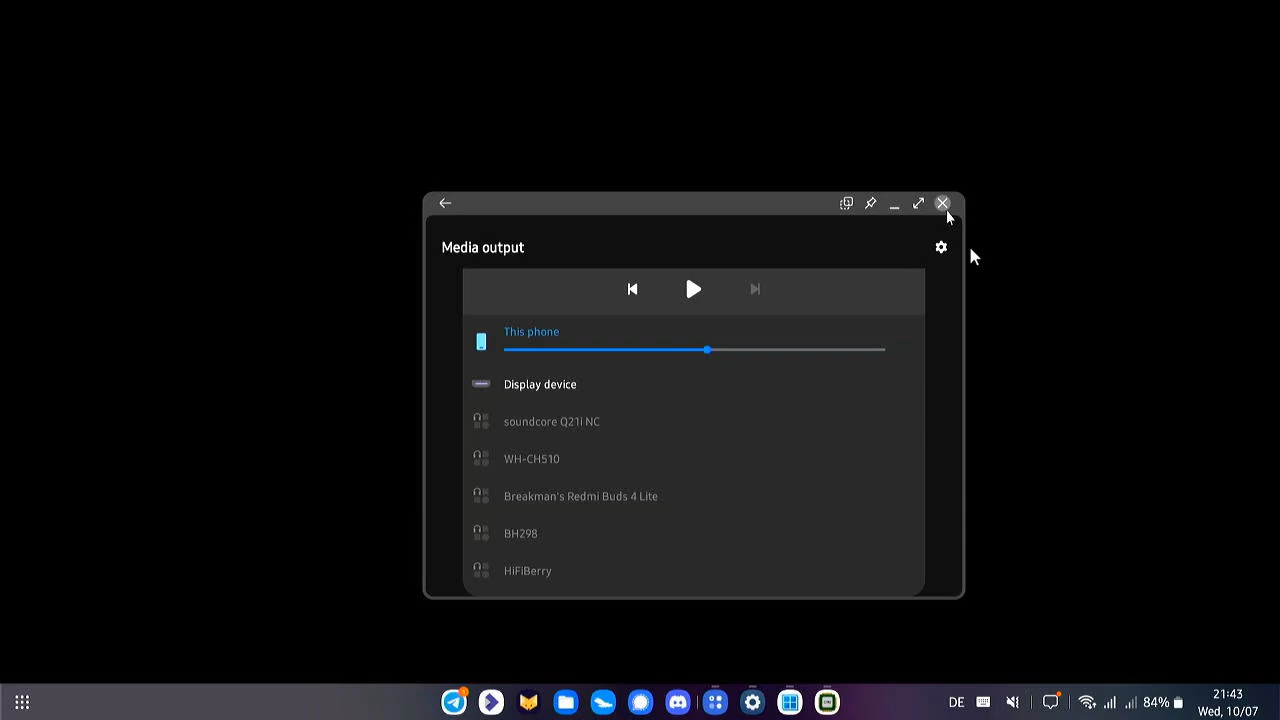 Media output
This phone
Display device
soundcore Q21i NC
WH-CH510
Breakman's Redmi Buds 4 Lite
BH298
HiFiBerry
DE
84%
21:43
Wed, 10/07